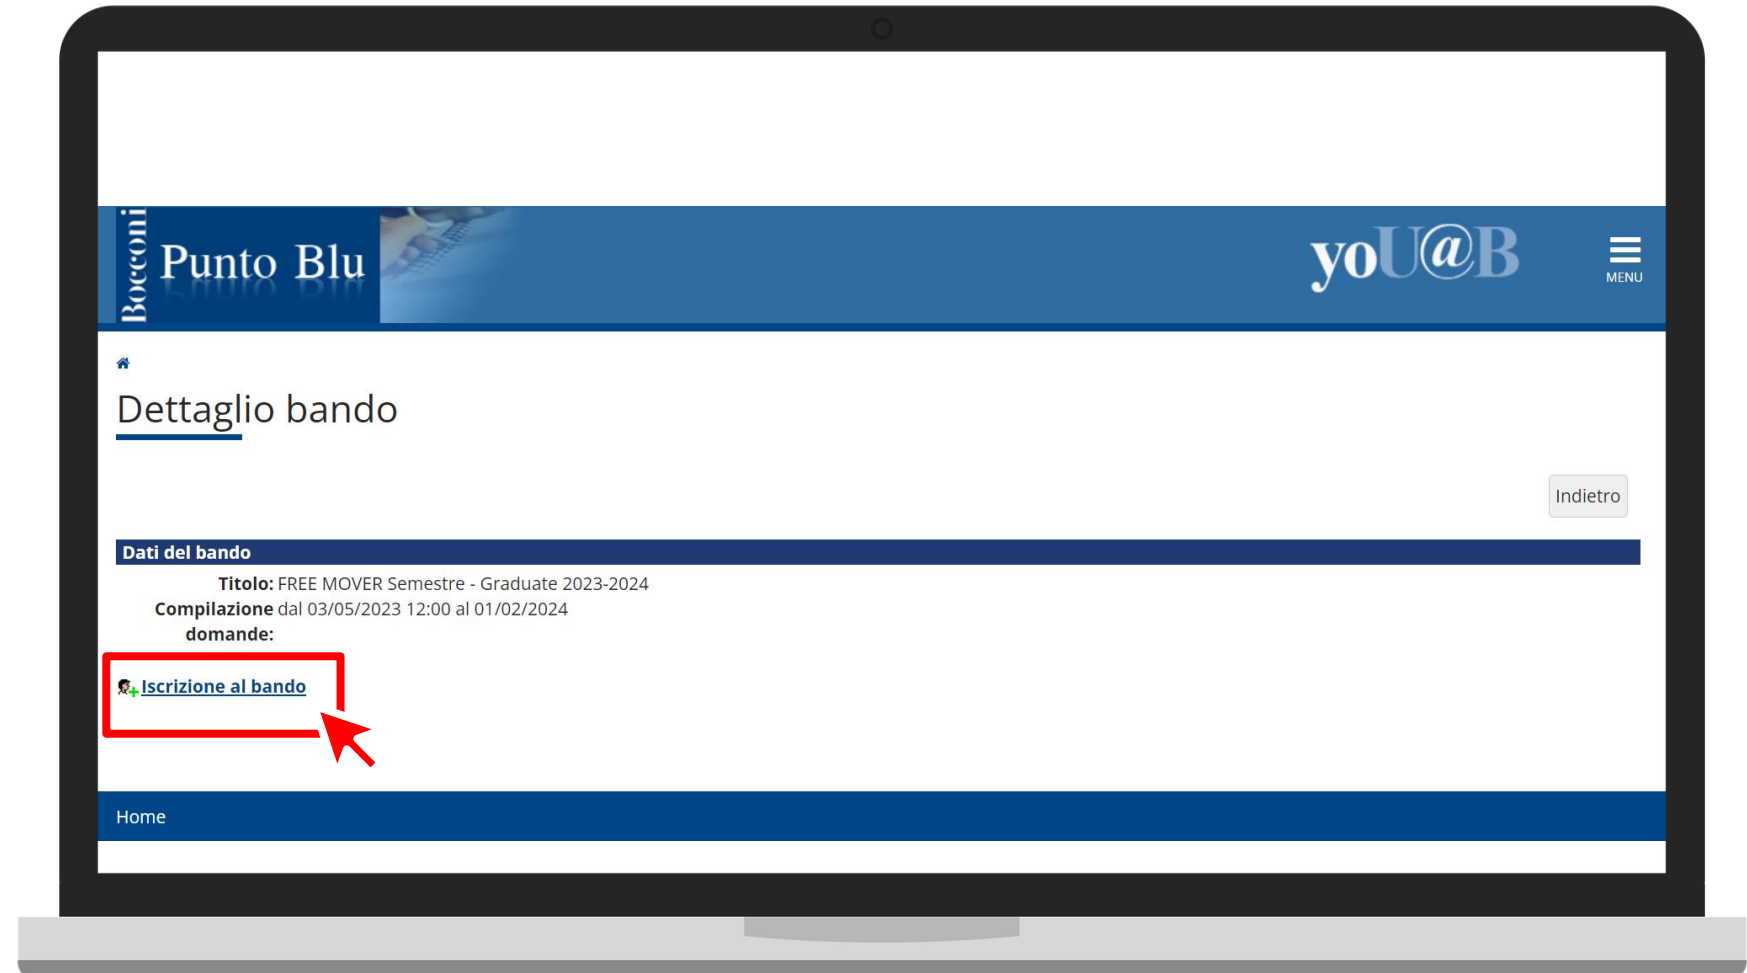 Bocconi
Punto Blu
yoU@B
MENU
Dettaglio bando
Indietro
Dati del bando
Titolo: FREE MOVER Semestre - Graduate 2023-2024
Compilazione dal 03/05/2023 12:00 al 01/02/2024
domande:
Iscrizione al bando
Home